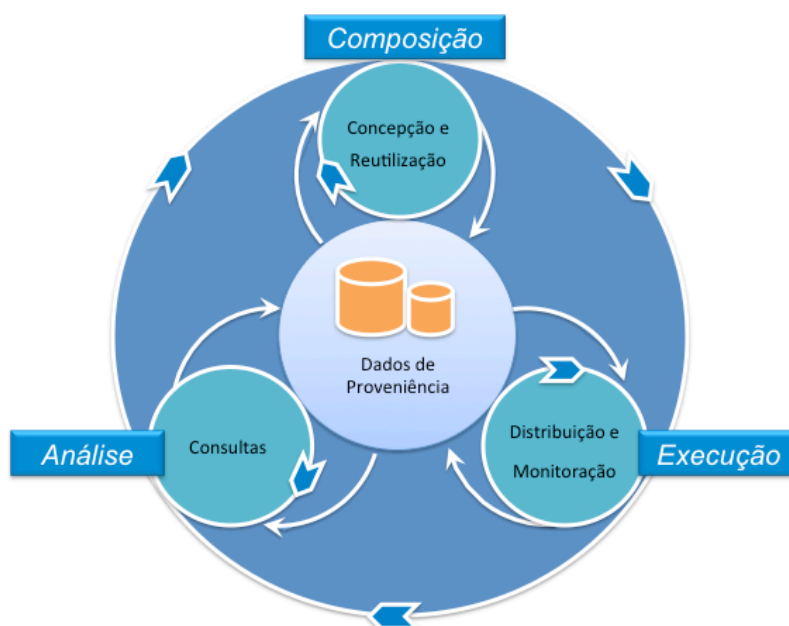 Composição
Concepção e
Reutilização
Dados de
Proveniência
Análise
Consultas
Distribuição e
Monitoração
Execução